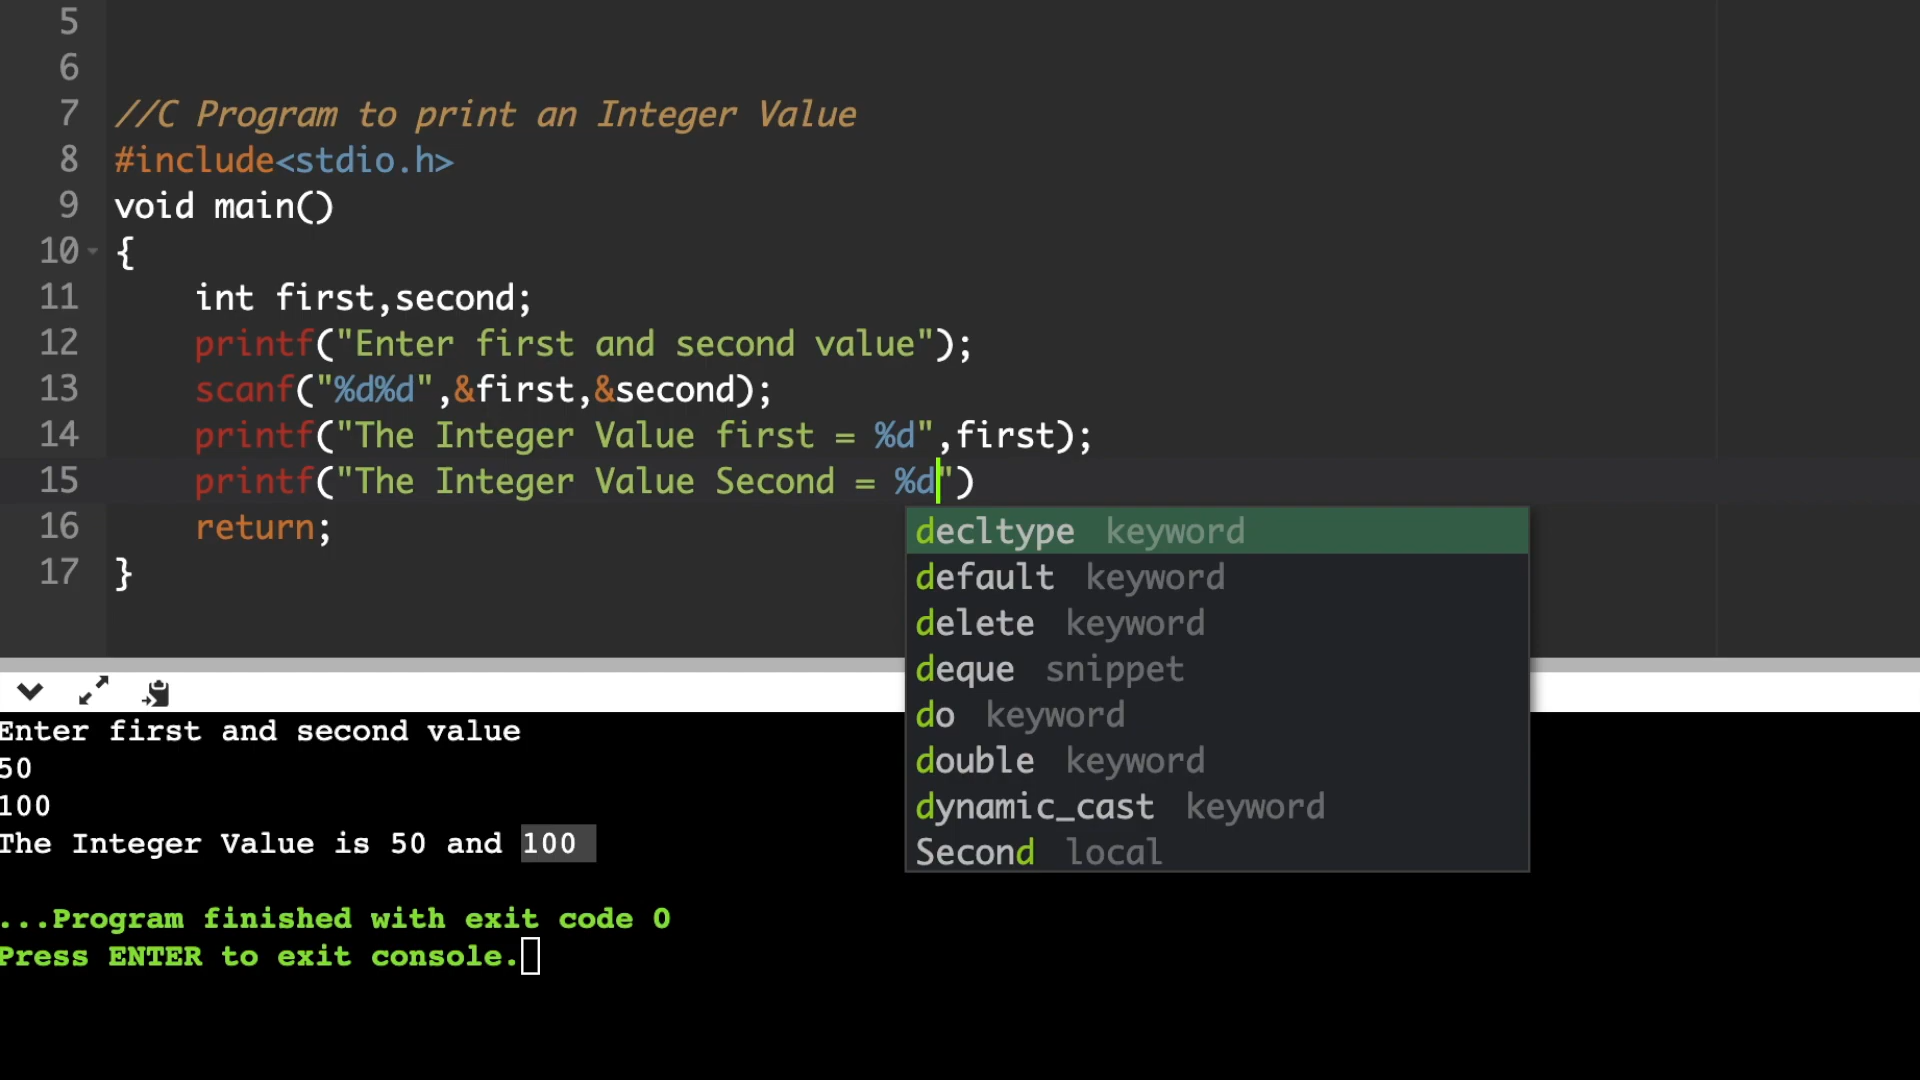 5
6
7 //C Program to print an Integer Value
8 #include<stdio.h>
9 void main()
10 {
11 int first,second;
12 printf("Enter first and second value");
13 scanf("%d%d",&first,&second);
14 printf("The Integer Value first = %d",first);
15 printf("The Integer Value Second = %d")
16 return;
17 }
decltype keyword
default keyword
delete keyword
deque snippet
do keyword
double keyword
dynamic_cast keyword
Second local
Enter first and second value
50
100
The Integer Value is 50 and 100
...Program finished with exit code 0
Press ENTER to exit console.